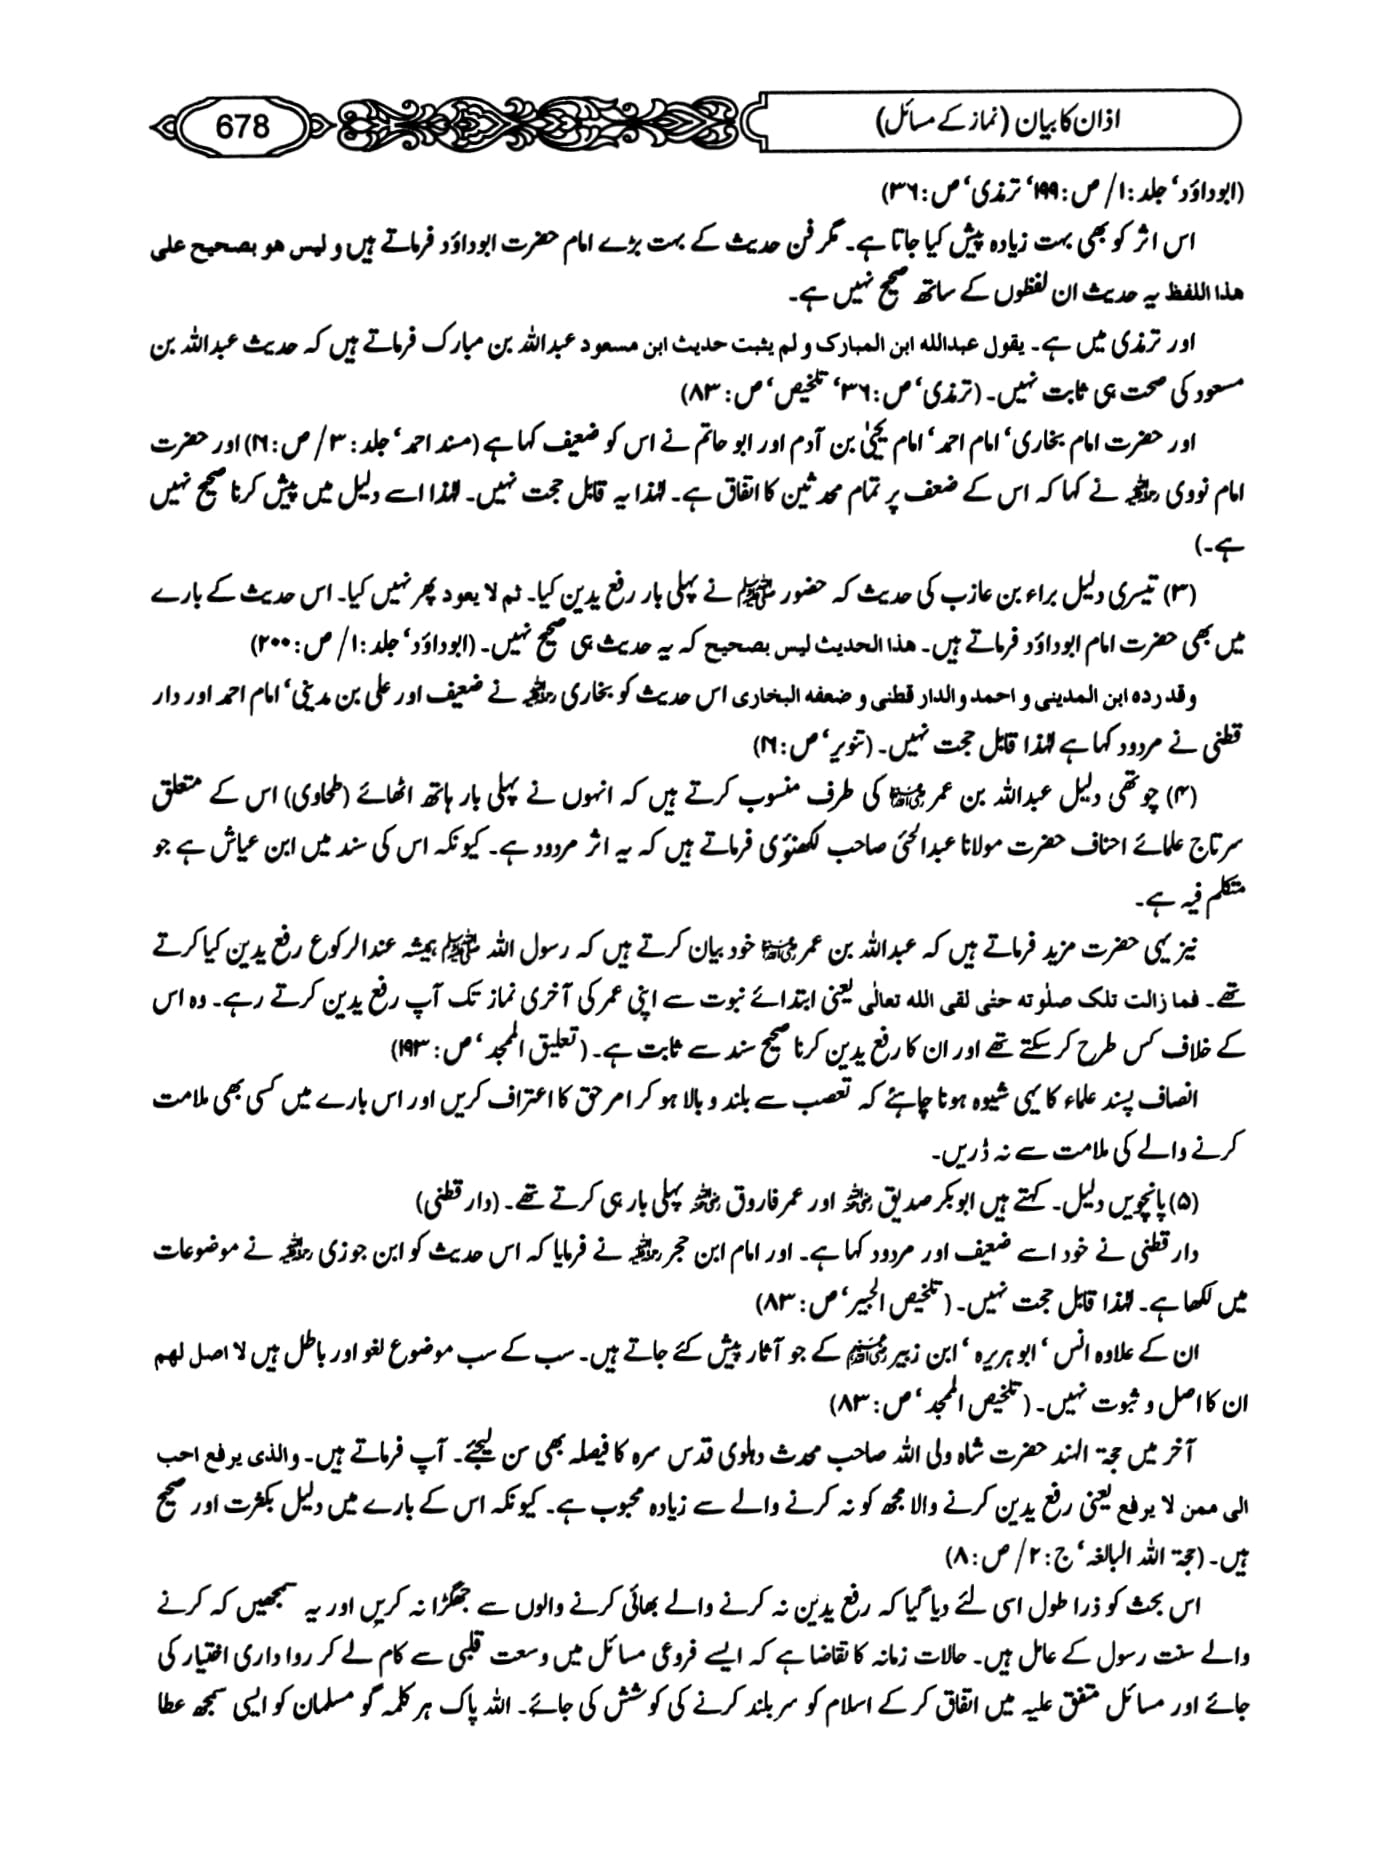 اذان کا بیان (نماز کے مسائل)
678
(ابوداؤد‘ جلد:۱/ ص:۱۹۹‘ ترمذی‘ ص:۳۶)
اس اثر کو بھی بہت زیادہ پیش کیا جاتا ہے۔ مگر فن حدیث کے بہت بڑے امام حضرت ابوداؤد فرماتے ہیں و لیس هو بصحیح علی
هذا اللفظ یہ حدیث ان لفظوں کے ساتھ صحیح نہیں ہے۔
اور ترمذی میں ہے۔ یقول عبدالله ابن المبارک و لم یثبت حدیث ابن مسعود عبداللہ بن مبارک فرماتے ہیں کہ حدیث عبداللہ بن
مسعود کی صحت ہی ثابت نہیں۔ (ترمذی‘ ص:۳۶‘ تلخیص‘ ص:۸۳)
اور حضرت امام بخاری‘ امام احمد‘ امام یحییٰ بن آدم اور ابو حاتم نے اس کو ضعیف کہا ہے (مسند احمد‘ جلد:۳/ ص:۱۶) اور حضرت
امام نووی رحمۃ اللہ علیہ نے کہا کہ اس کے ضعف پر تمام محدثین کا اتفاق ہے۔ لہٰذا یہ قابل حجت نہیں۔ لہٰذا اسے دلیل میں پیش کرنا صحیح نہیں
ہے۔)
(۳) تیسری دلیل براء بن عازب کی حدیث کہ حضور ﷺ نے پہلی بار رفع یدین کیا۔ ثم لا یعود پھر نہیں کیا۔ اس حدیث کے بارے
میں بھی حضرت امام ابوداؤد فرماتے ہیں۔ هذا الحدیث لیس بصحیح کہ یہ حدیث ہی صحیح نہیں۔ (ابوداؤد‘ جلد:۱/ ص:۲۰۰)
و قد رده ابن المدینی و احمد و الدار قطنی و ضعفه البخاری اس حدیث کو بخاری رحمۃ اللہ علیہ نے ضعیف اور علی بن مدینی‘ امام احمد اور دار
قطنی نے مردود کہا ہے لہٰذا قابل حجت نہیں۔ (تنویر‘ ص:۱۶)
(۴) چوتھی دلیل عبداللہ بن عمر رضی اللہ عنہما کی طرف منسوب کرتے ہیں کہ انہوں نے پہلی بار ہاتھ اٹھائے (طحاوی) اس کے متعلق
سرتاج علمائے احناف حضرت مولانا عبدالحئی صاحب لکھنؤی فرماتے ہیں کہ یہ اثر مردود ہے۔ کیونکہ اس کی سند میں ابن عیاش ہے جو
متکلم فیہ ہے۔
نیز یہی حضرت مزید فرماتے ہیں کہ عبداللہ بن عمر رضی اللہ عنہما خود بیان کرتے ہیں کہ رسول اللہ ﷺ ہمیشہ عندالرکوع رفع یدین کیا کرتے
تھے۔ فما زالت تلک صلوٰته حتٰی لقی الله تعالٰی یعنی ابتدائے نبوت سے اپنی عمر کی آخری نماز تک آپ رفع یدین کرتے رہے۔ وہ اس
کے خلاف کس طرح کر سکتے تھے اور ان کا رفع یدین کرنا صحیح سند سے ثابت ہے۔ (تعلیق الممجد‘ ص:۱۹۳)
انصاف پسند علماء کا یہی شیوہ ہونا چاہئے کہ تعصب سے بلند و بالا ہو کر امر حق کا اعتراف کریں اور اس بارے میں کسی بھی ملامت
کرنے والے کی ملامت سے نہ ڈریں۔
(۵) پانچویں دلیل۔ کہتے ہیں ابوبکر صدیق رضی اللہ عنہ اور عمر فاروق رضی اللہ عنہ پہلی بار ہی کرتے تھے۔ (دار قطنی)
دار قطنی نے خود اسے ضعیف اور مردود کہا ہے۔ اور امام ابن حجر رحمۃ اللہ علیہ نے فرمایا کہ اس حدیث کو ابن جوزی رحمۃ اللہ علیہ نے موضوعات
میں لکھا ہے۔ لہٰذا قابل حجت نہیں۔ (تلخیص الحبیر‘ ص:۸۳)
ان کے علاوہ انس‘ ابوہریرہ‘ ابن زبیر رضی اللہ عنہم کے جو آثار پیش کئے جاتے ہیں۔ سب کے سب موضوع لغو اور باطل ہیں لا اصل لهم
ان کا اصل و ثبوت نہیں۔ (تلخیص الممجد‘ ص:۸۳)
آخر میں حجۃ الہند حضرت شاہ ولی اللہ صاحب محدث دہلوی قدس سرہ کا فیصلہ بھی سن لیجئے۔ آپ فرماتے ہیں۔ والذی یرفع احب
الی ممن لا یرفع یعنی رفع یدین کرنے والا مجھ کو نہ کرنے والے سے زیادہ محبوب ہے۔ کیونکہ اس کے بارے میں دلیل بکثرت اور صحیح
ہیں۔ (حجۃ اللہ البالغہ‘ ج:۲/ ص:۸)
اس بحث کو ذرا طول اسی لئے دیا گیا کہ رفع یدین نہ کرنے والے بھائی کرنے والوں سے جھگڑا نہ کریں اور یہ سمجھیں کہ کرنے
والے سنت رسول کے عامل ہیں۔ حالات زمانہ کا تقاضا ہے کہ ایسے فروعی مسائل میں وسعت قلبی سے کام لے کر رواداری اختیار کی
جائے اور مسائل متفق علیہ میں اتفاق کر کے اسلام کو سربلند کرنے کی کوشش کی جائے۔ اللہ پاک ہر کلمہ گو مسلمان کو ایسی سمجھ عطا